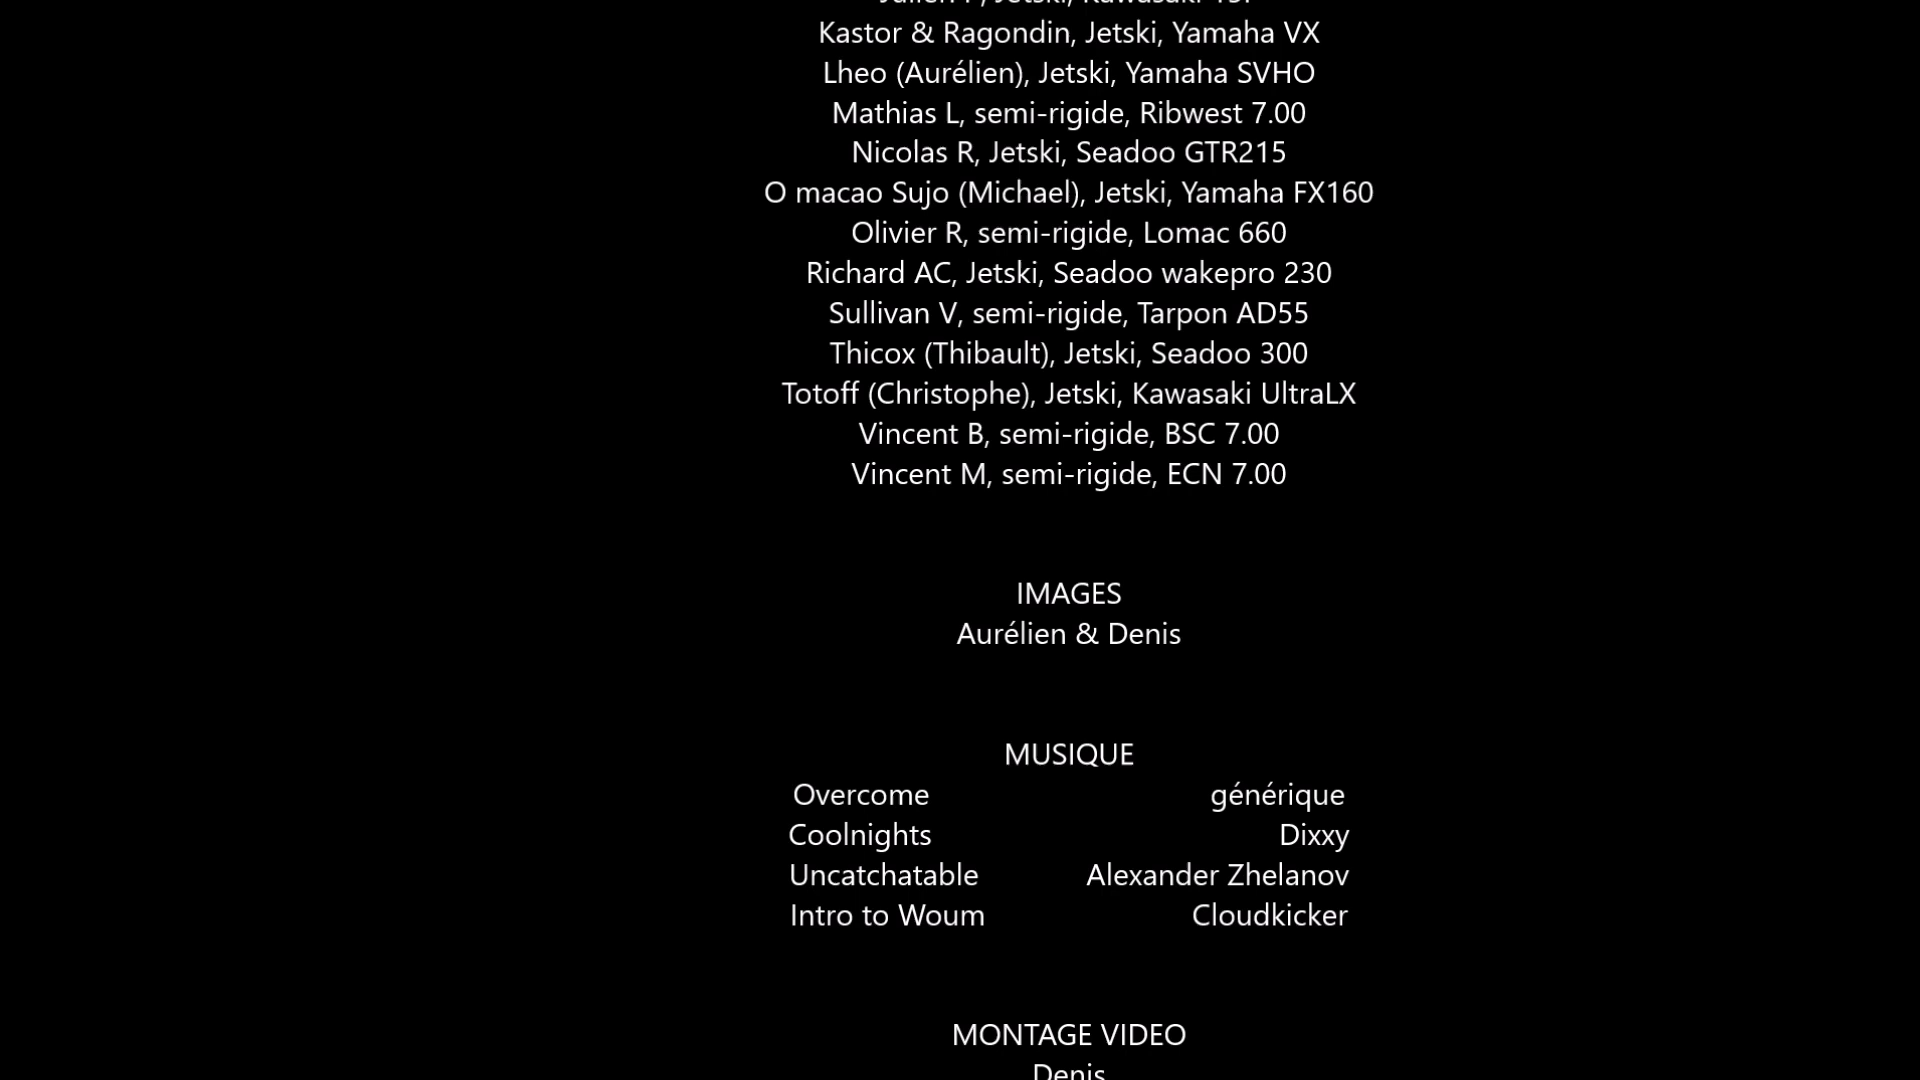 Kastor & Ragondin, Jetski, Yamaha VX
Lheo (Aurélien), Jetski, Yamaha SVHO
Mathias L, semi-rigide, Ribwest 7.00
Nicolas R, Jetski, Seadoo GTR215
O macao Sujo (Michael), Jetski, Yamaha FX160
Olivier R, semi-rigide, Lomac 660
Richard AC, Jetski, Seadoo wakepro 230
Sullivan V, semi-rigide, Tarpon AD55
Thicox (Thibault), Jetski, Seadoo 300
Totoff (Christophe), Jetski, Kawasaki UltraLX
Vincent B, semi-rigide, BSC 7.00
Vincent M, semi-rigide, ECN 7.00
IMAGES
Aurélien & Denis
MUSIQUE
Overcome générique
Coolnights Dixxy
Uncatchatable Alexander Zhelanov
Intro to Woum Cloudkicker
MONTAGE VIDEO
Denis